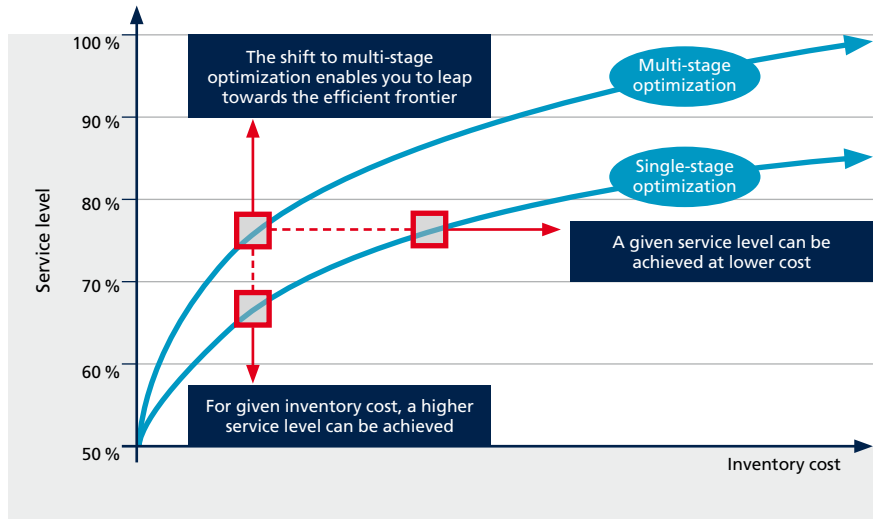 100 %
The shift to multi-stage
optimization enables you to leap
towards the efficient frontier
Multi-stage
optimization
90 %
Single-stage
optimization
80 %
Service level
A given service level can be
achieved at lower cost
70 %
60 %
For given inventory cost, a higher
service level can be achieved
50 %
Inventory cost